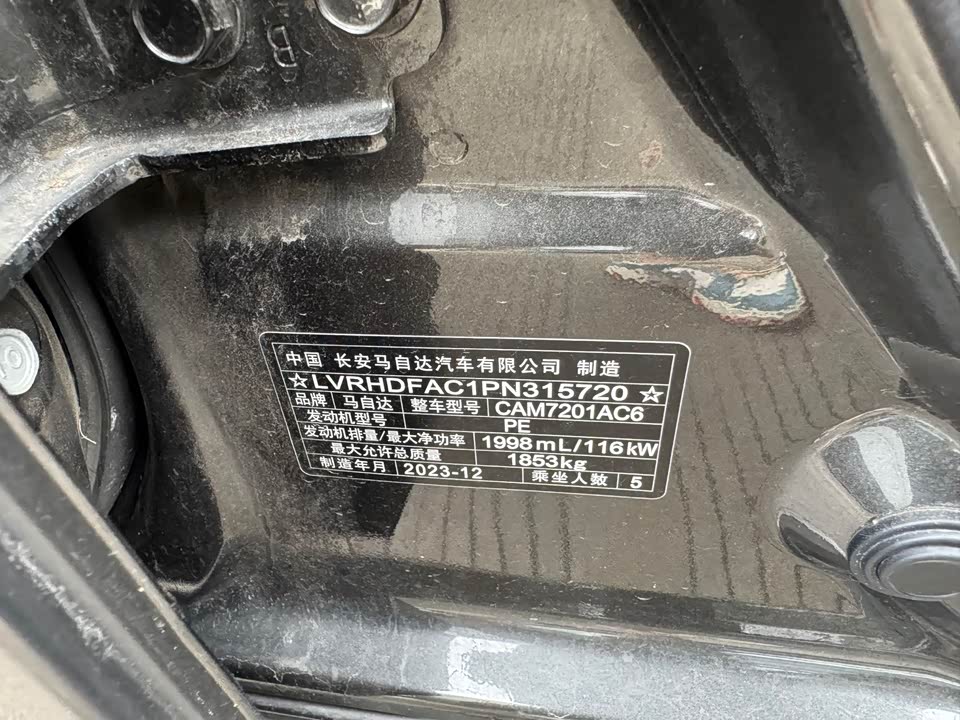 中国 长安马自达汽车有限公司 制造
☆LVRHDFAC1PN315720☆
品牌 马自达 整车型号 CAM7201AC6
发动机型号 PE
发动机排量/最大净功率 1998mL/116kW
最大允许总质量 1853kg
制造年月 2023-12 乘坐人数 5